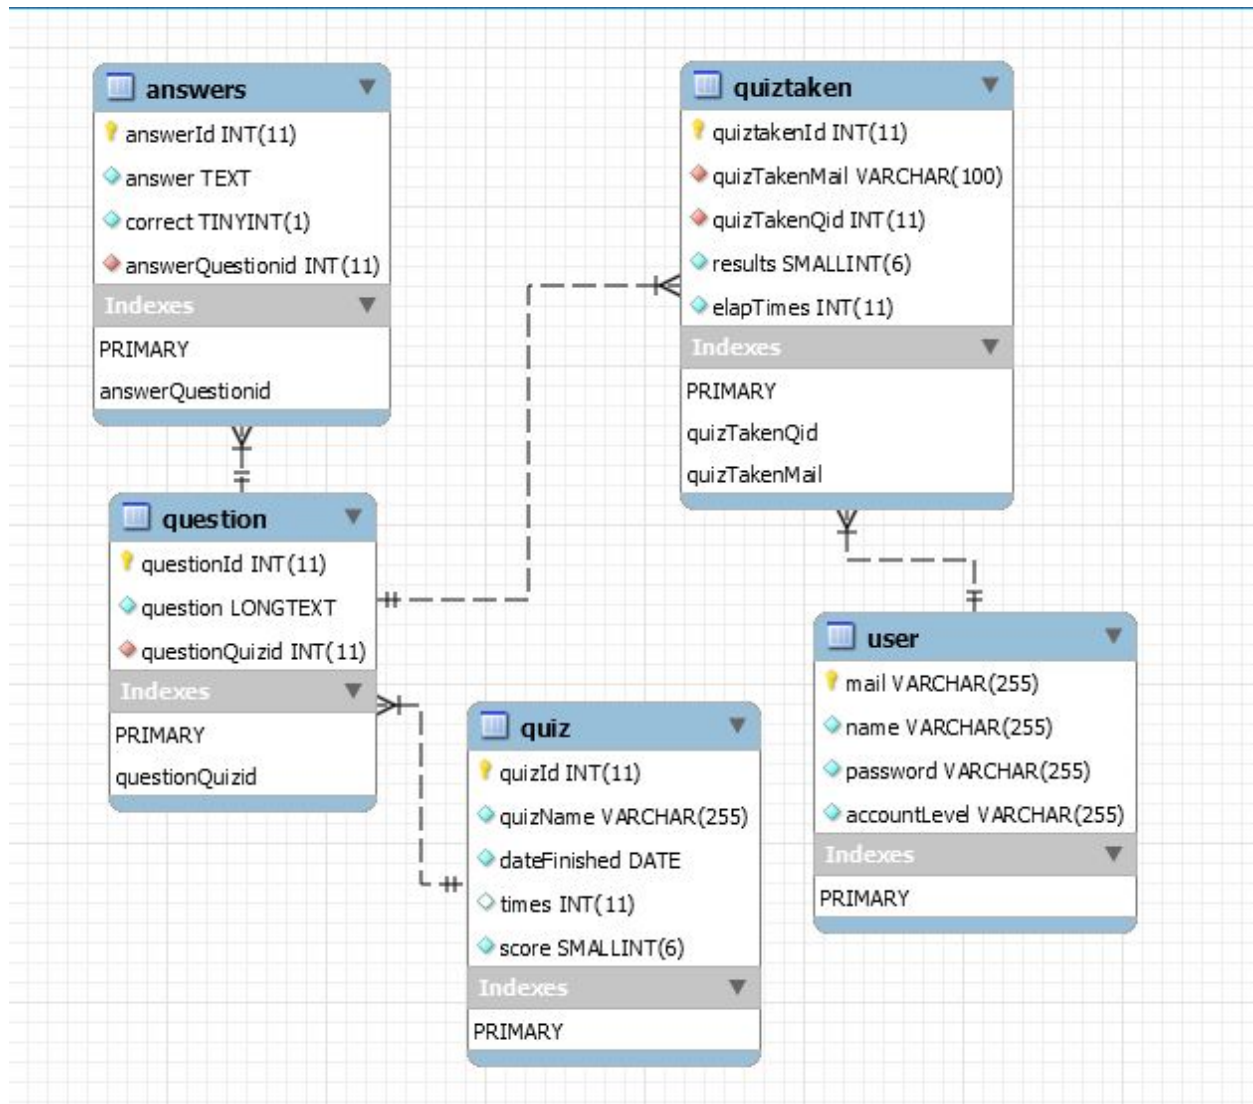 answers
answerId INT(11)
answer TEXT
correct TINYINT(1)
answerQuestionid INT(11)
Indexes
PRIMARY
answerQuestionid
quiztaken
quiztakenId INT(11)
quizTakenMail VARCHAR(100)
quizTakenQid INT(11)
results SMALLINT(6)
elapTimes INT(11)
Indexes
PRIMARY
quizTakenQid
quizTakenMail
question
questionId INT(11)
question LONGTEXT
questionQuizid INT(11)
Indexes
PRIMARY
questionQuizid
quiz
quizId INT(11)
quizName VARCHAR(255)
dateFinished DATE
times INT(11)
score SMALLINT(6)
Indexes
PRIMARY
user
mail VARCHAR(255)
name VARCHAR(255)
password VARCHAR(255)
accountLevel VARCHAR(255)
Indexes
PRIMARY